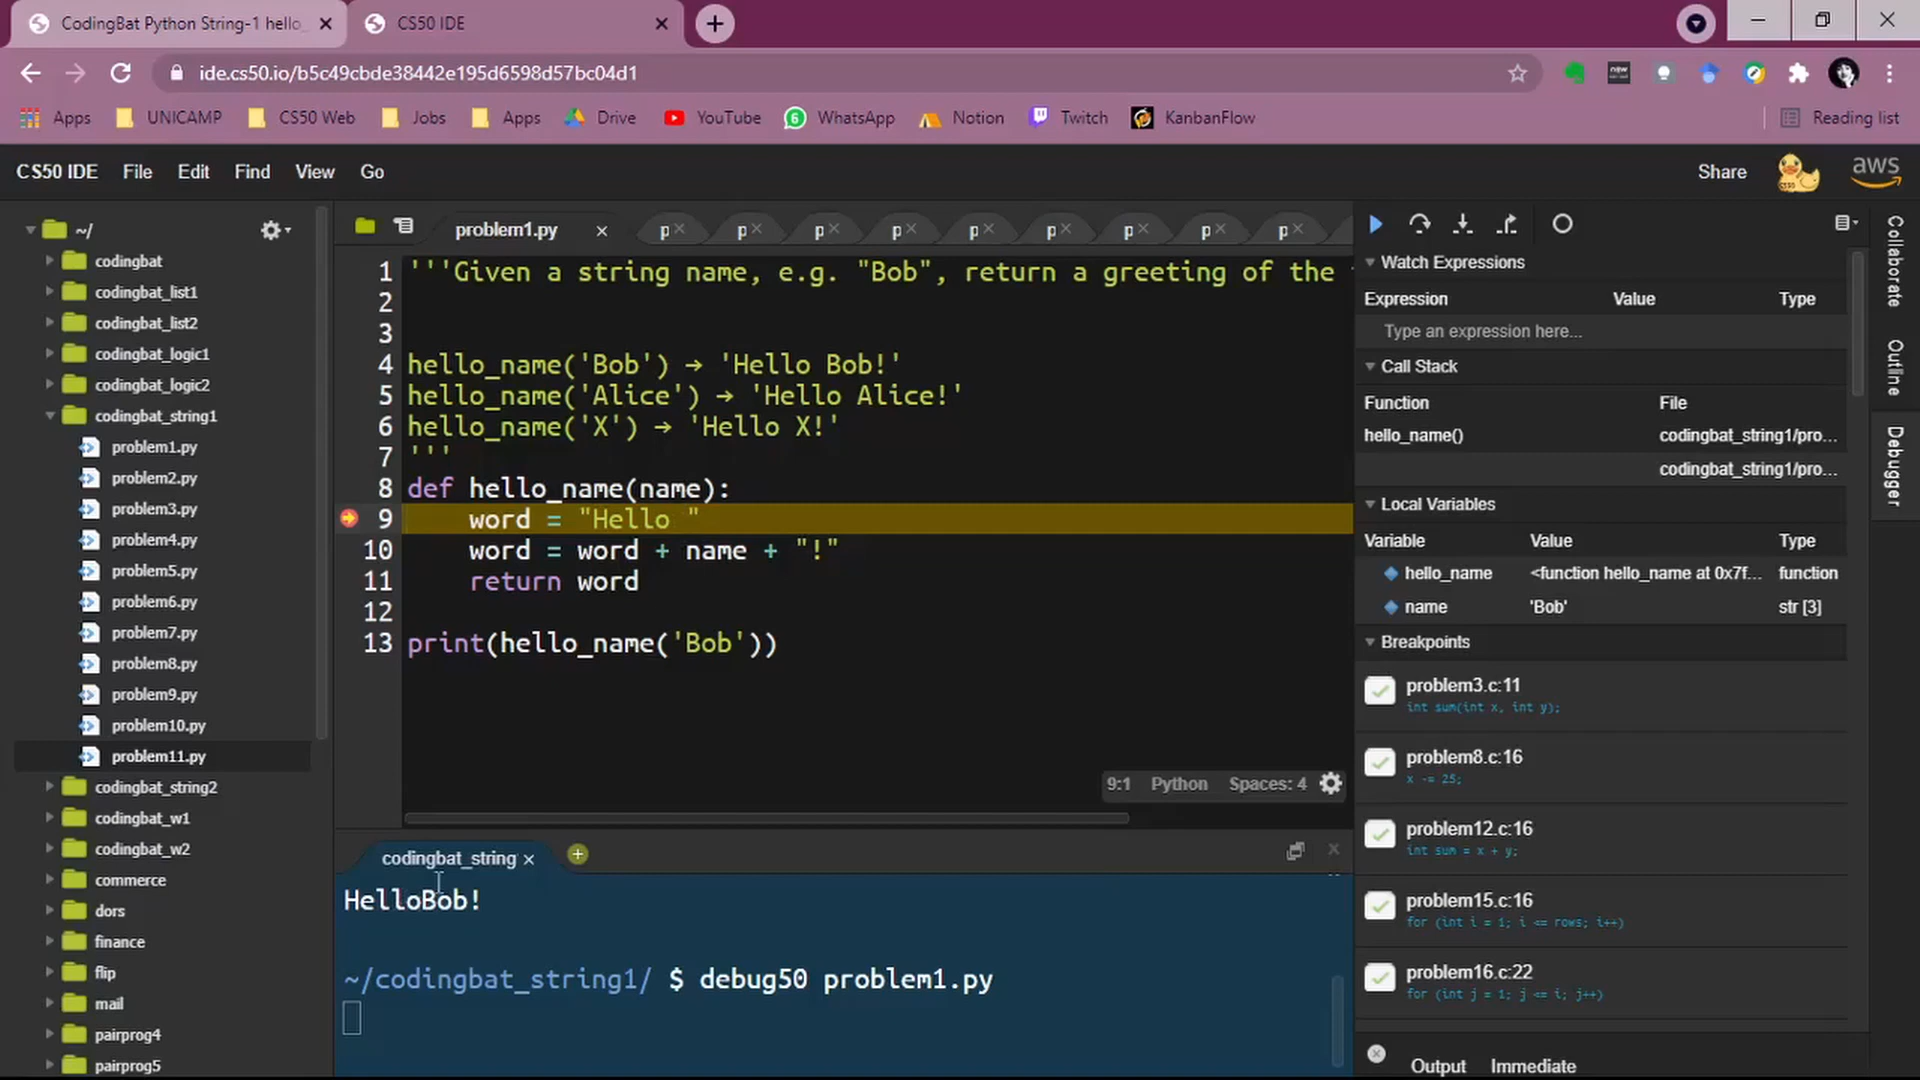 CodingBat Python String-1 hello_
CS50 IDE
ide.cs50.io/b5c49cbde38442e195d6598d57bc04d1
Apps
UNICAMP
CS50 Web
Jobs
Apps
Drive
YouTube
WhatsApp
Notion
Twitch
KanbanFlow
Reading list
CS50 IDE
File
Edit
Find
View
Go
Share
aws
~/
codingbat
codingbat_list1
codingbat_list2
codingbat_logic1
codingbat_logic2
codingbat_string1
problem1.py
problem2.py
problem3.py
problem4.py
problem5.py
problem6.py
problem7.py
problem8.py
problem9.py
problem10.py
problem11.py
codingbat_string2
codingbat_w1
codingbat_w2
commerce
dors
finance
flip
mail
pairprog4
pairprog5
problem1.py
p
p
p
p
p
p
p
p
p
1 '''Given a string name, e.g. "Bob", return a greeting of the
2
3
4 hello_name('Bob') → 'Hello Bob!'
5 hello_name('Alice') → 'Hello Alice!'
6 hello_name('X') → 'Hello X!'
7 '''
8 def hello_name(name):
9 word = "Hello "
10 word = word + name + "!"
11 return word
12
13 print(hello_name('Bob'))
9:1 Python Spaces: 4
codingbat_string
HelloBob!
~/codingbat_string1/ $ debug50 problem1.py
Watch Expressions
Expression Value Type
Type an expression here...
Call Stack
Function File
hello_name() codingbat_string1/pro...
codingbat_string1/pro...
Local Variables
Variable Value Type
hello_name <function hello_name at 0x7f... function
name 'Bob' str [3]
Breakpoints
problem3.c:11
int sum(int x, int y);
problem8.c:16
x -= 25;
problem12.c:16
int sum = x + y;
problem15.c:16
for (int i = 1; i <= rows; i++)
problem16.c:22
for (int j = 1; j <= i; j++)
Output
Immediate
Collaborate
Outline
Debugger